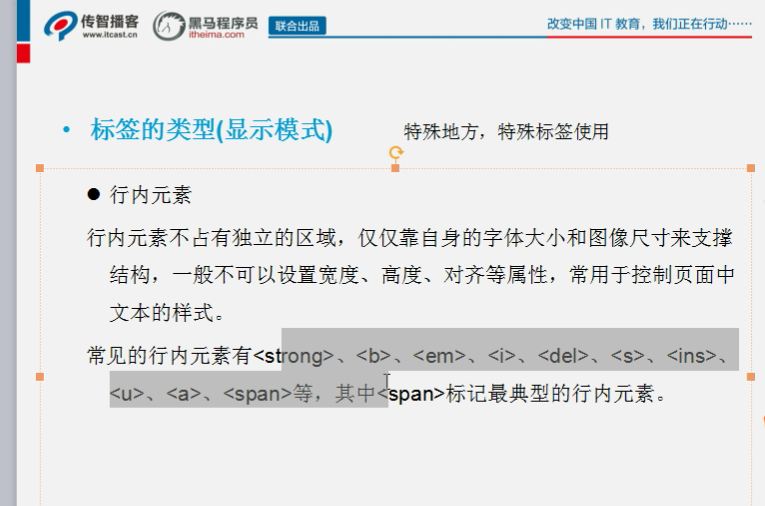 传智播客
www.itcast.cn
黑马程序员
itheima.com
联合出品
改变中国 IT 教育，我们正在行动……
• 标签的类型(显示模式)
特殊地方，特殊标签使用
● 行内元素
行内元素不占有独立的区域，仅仅靠自身的字体大小和图像尺寸来支撑
结构，一般不可以设置宽度、高度、对齐等属性，常用于控制页面中
文本的样式。
常见的行内元素有<strong>、<b>、<em>、<i>、<del>、<s>、<ins>、
<u>、<a>、<span>等，其中<span>标记最典型的行内元素。